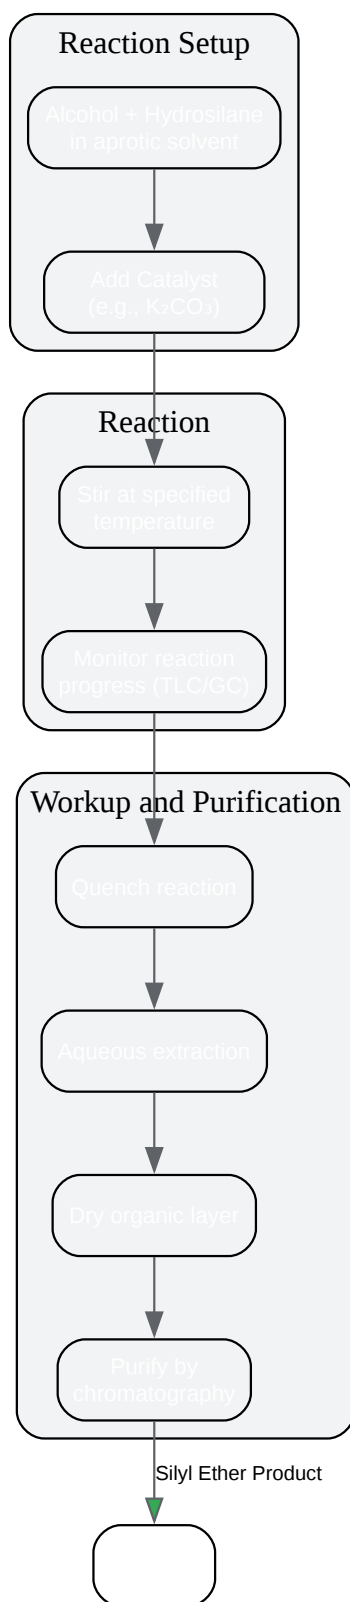 Reaction Setup
Alcohol + Hydrosilane
in aprotic solvent
Add Catalyst
(e.g., K₂CO₃)
Reaction
Stir at specified
temperature
Monitor reaction
progress (TLC/GC)
Workup and Purification
Quench reaction
Aqueous extraction
Dry organic layer
Purify by
chromatography
Silyl Ether Product